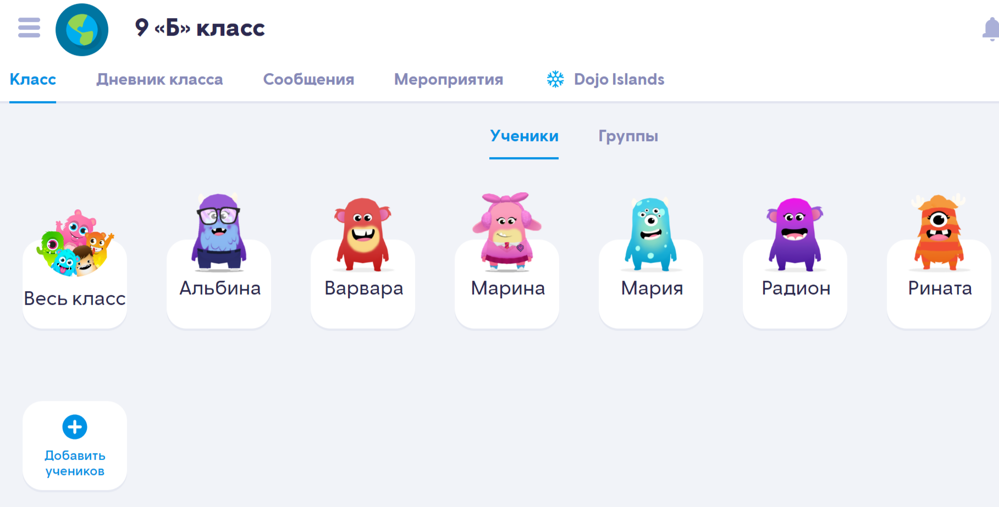 9 «Б» класс
Класс Дневник класса Сообщения Мероприятия Dojo Islands
Ученики Группы
Весь класс Альбина Варвара Марина Мария Радион Рината
Добавить
учеников